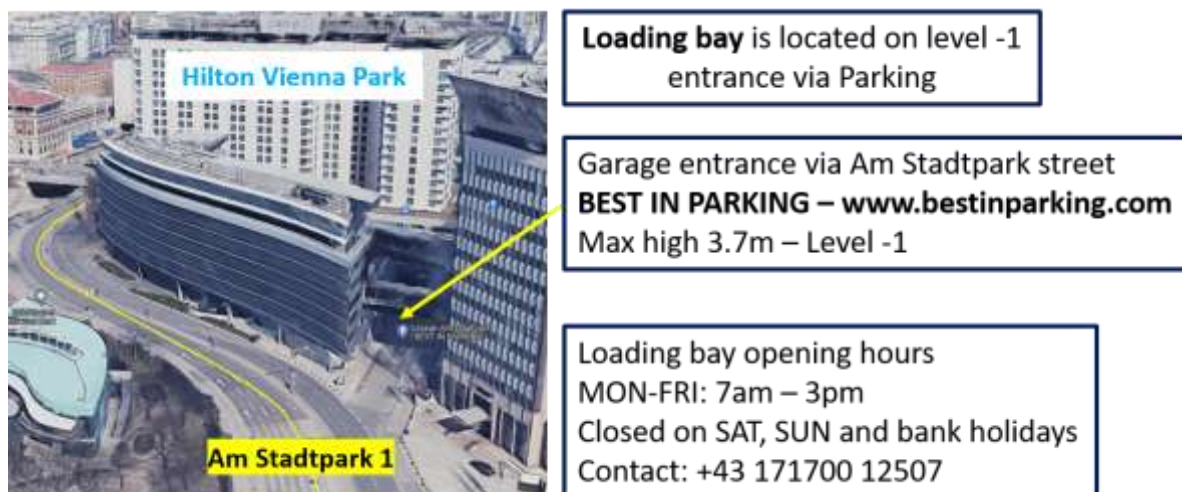 Hilton Vienna Park
Am Stadtpark 1
Loading bay is located on level -1
entrance via Parking
Garage entrance via Am Stadtpark street
BEST IN PARKING – www.bestinparking.com
Max high 3.7m – Level -1
Loading bay opening hours
MON-FRI: 7am – 3pm
Closed on SAT, SUN and bank holidays
Contact: +43 171700 12507